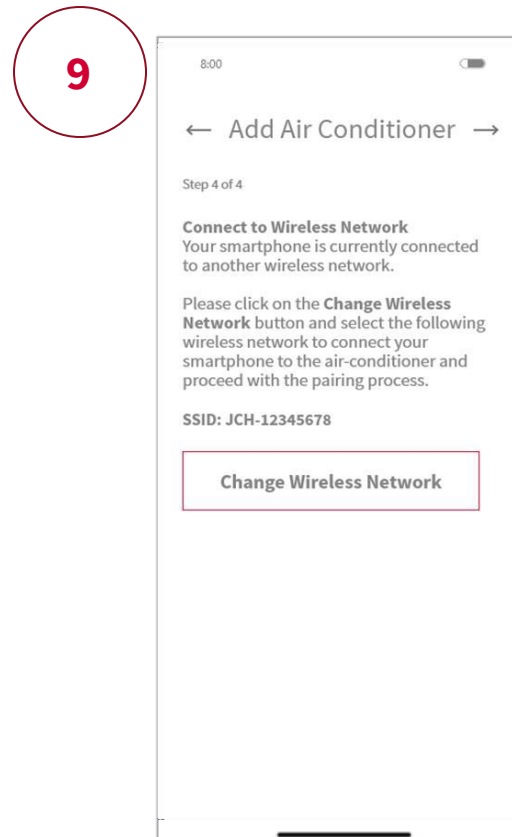 9
8:00
← Add Air Conditioner →
Step 4 of 4
Connect to Wireless Network
Your smartphone is currently connected
to another wireless network.
Please click on the Change Wireless
Network button and select the following
wireless network to connect your
smartphone to the air-conditioner and
proceed with the pairing process.
SSID: JCH-12345678
Change Wireless Network